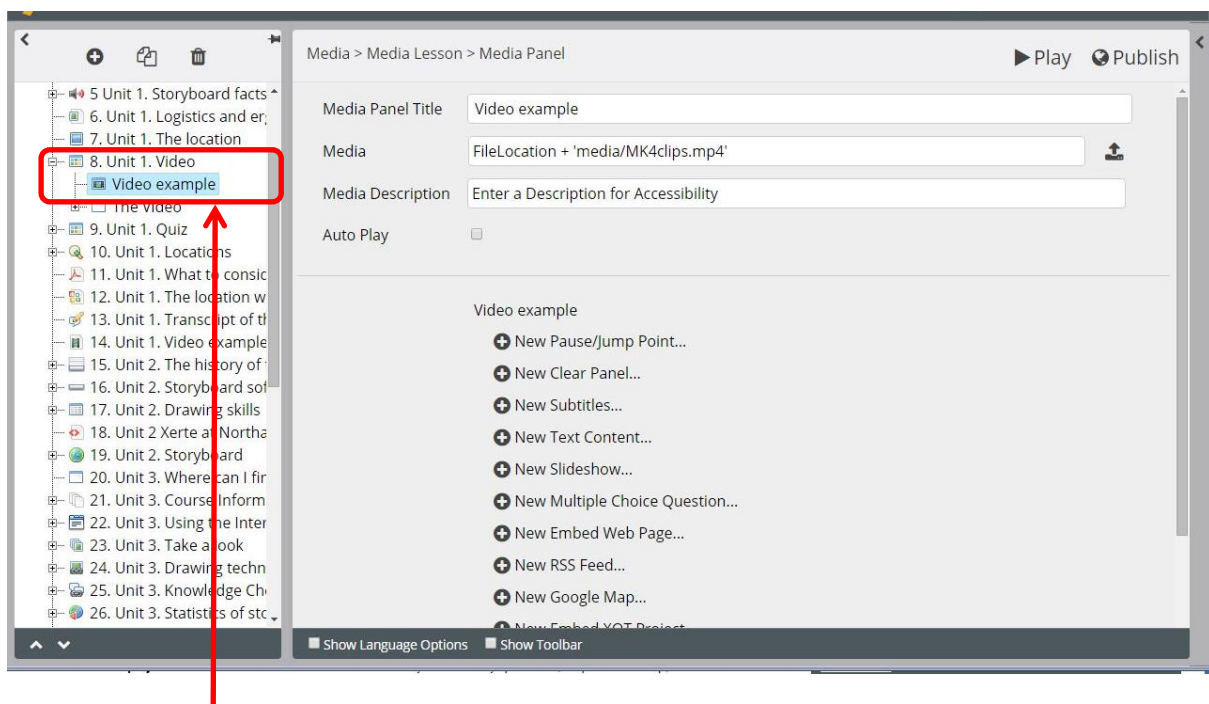 Media > Media Lesson > Media Panel
Play Publish
5 Unit 1. Storyboard facts
6. Unit 1. Logistics and er
7. Unit 1. The location
8. Unit 1. Video
Video example
The Video
9. Unit 1. Quiz
10. Unit 1. Locations
11. Unit 1. What to consic
12. Unit 1. The location w
13. Unit 1. Transcript of th
14. Unit 1. Video example
15. Unit 2. The history of
16. Unit 2. Storyboard sof
17. Unit 2. Drawing skills
18. Unit 2 Xerte at Northa
19. Unit 2. Storyboard
20. Unit 3. Where can I fir
21. Unit 3. Course Inform
22. Unit 3. Using the Inter
23. Unit 3. Take a look
24. Unit 3. Drawing techn
25. Unit 3. Knowledge Ch
26. Unit 3. Statistics of stc
Media Panel Title Video example
Media FileLocation + 'media/MK4clips.mp4'
Media Description Enter a Description for Accessibility
Auto Play
Video example
New Pause/Jump Point...
New Clear Panel...
New Subtitles...
New Text Content...
New Slideshow...
New Multiple Choice Question...
New Embed Web Page...
New RSS Feed...
New Google Map...
New Embed XOT Project
Show Language Options Show Toolbar